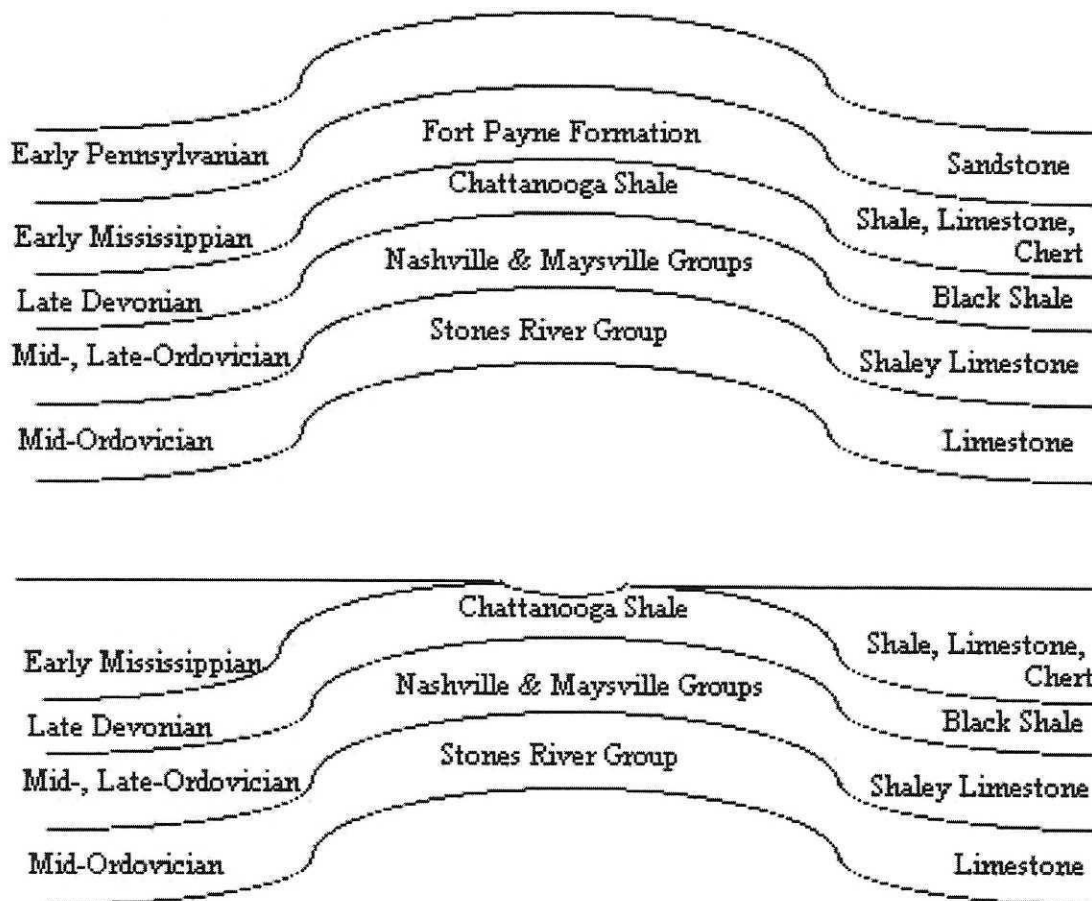 Fort Payne Formation
Early Pennsylvanian
Sandstone
Chattanooga Shale
Early Mississippian
Shale, Limestone,
Chert
Nashville & Maysville Groups
Late Devonian
Black Shale
Stones River Group
Mid-, Late-Ordovician
Shaley Limestone
Mid-Ordovician
Limestone
Chattanooga Shale
Early Mississippian
Shale, Limestone,
Chert
Nashville & Maysville Groups
Late Devonian
Black Shale
Stones River Group
Mid-, Late-Ordovician
Shaley Limestone
Mid-Ordovician
Limestone